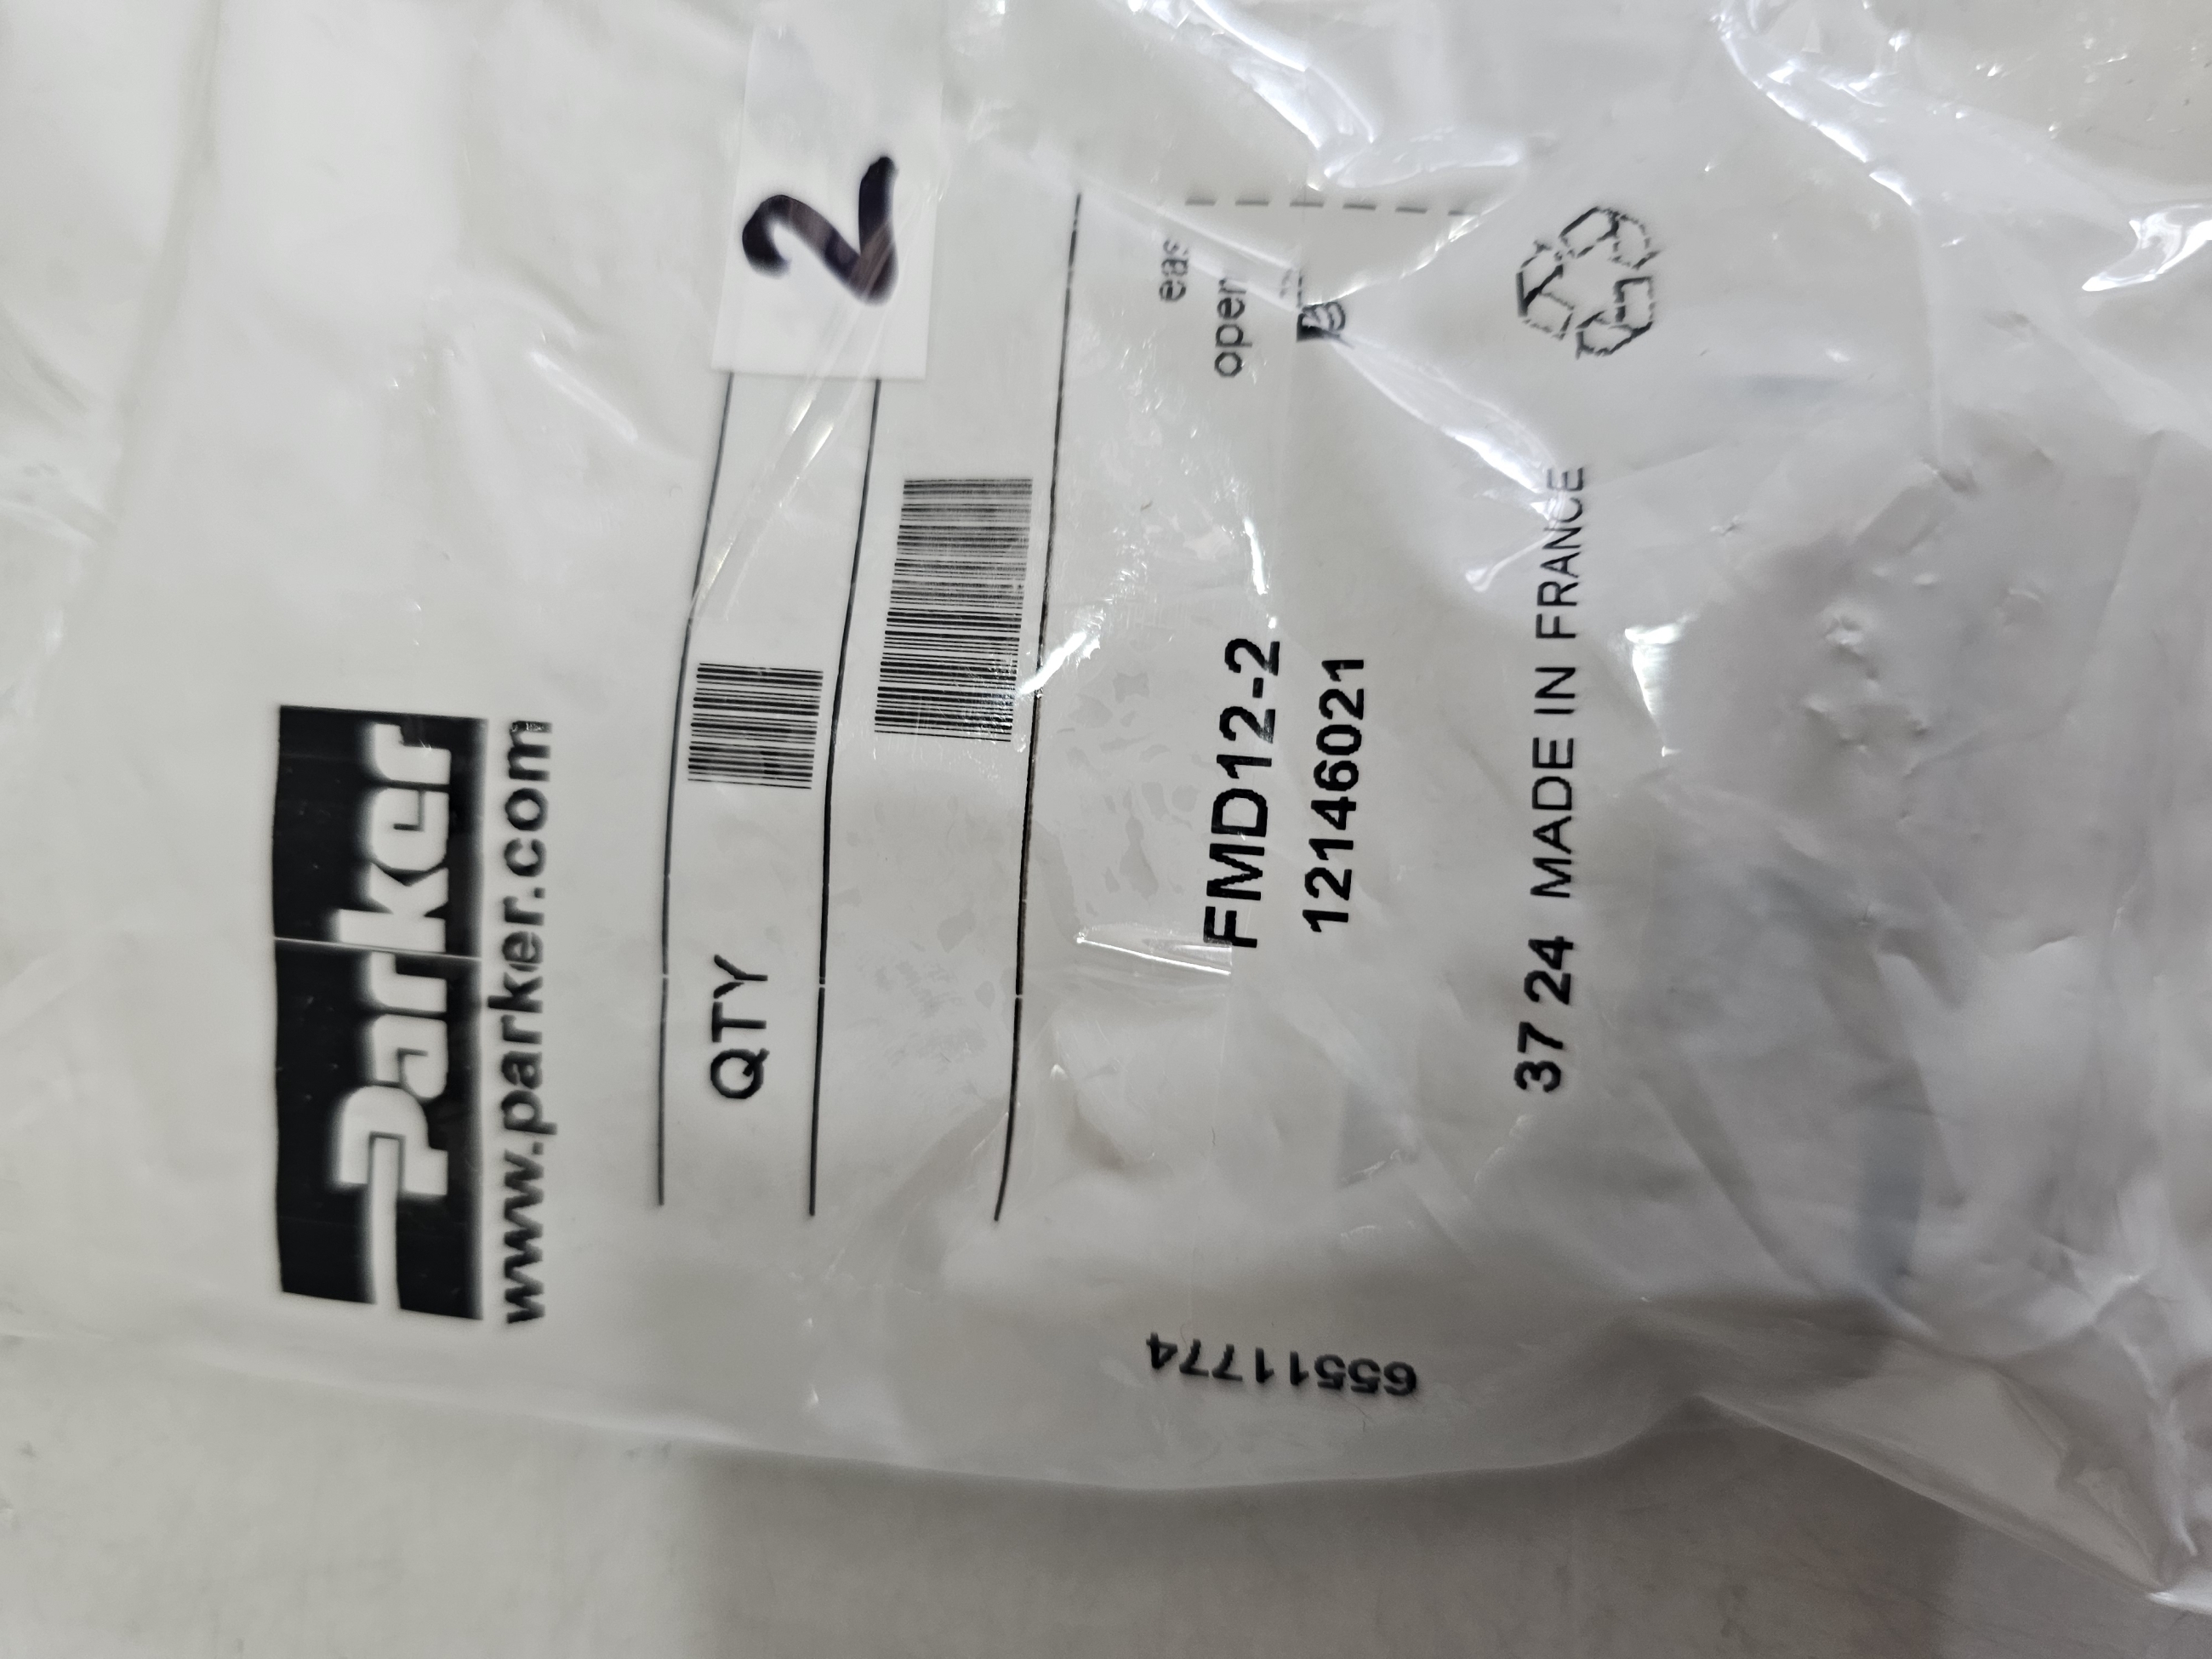 Parker
www.parker.com
QTY
2
eas
open
FMD12-2
12146021
37 24 MADE IN FRANCE
65511774